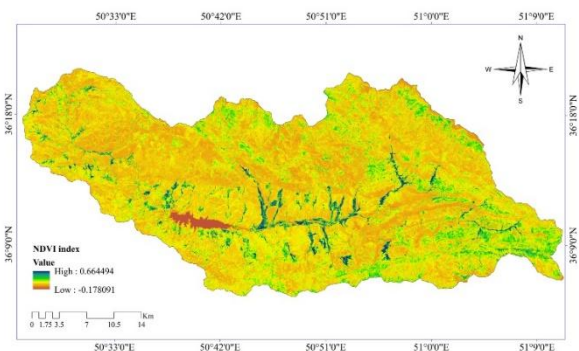 50°33'0"E 50°42'0"E 50°51'0"E 51°0'0"E 51°9'0"E
N
W E
S
36°18'0"N 36°18'0"N
36°9'0"N 36°9'0"N
NDVI index
Value
High : 0.664494
Low : -0.178091
Km
0 1.75 3.5 7 10.5 14
50°33'0"E 50°42'0"E 50°51'0"E 51°0'0"E 51°9'0"E